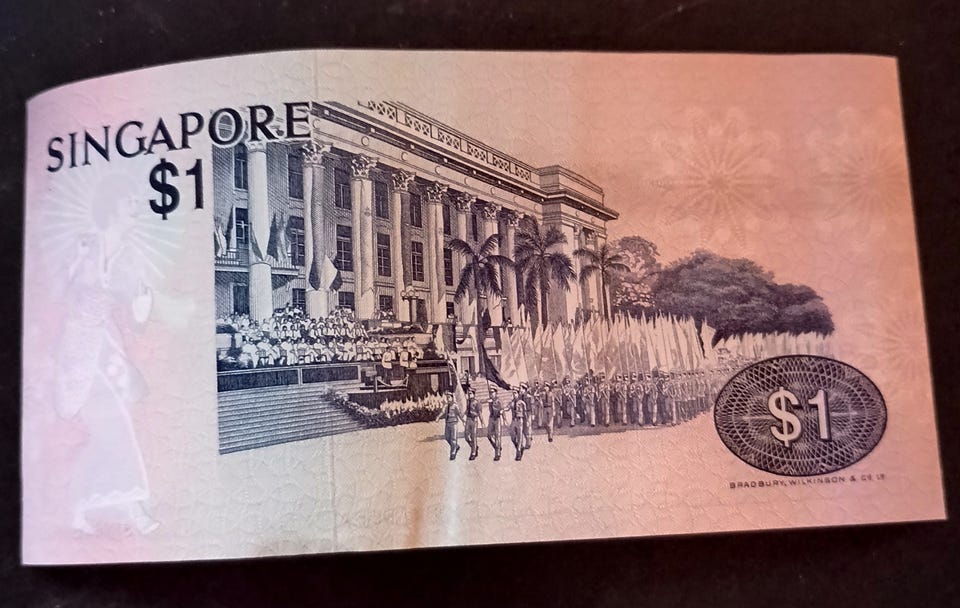 SINGAPORE
$1
$1
BRADBURY, WILKINSON & CO. LD.